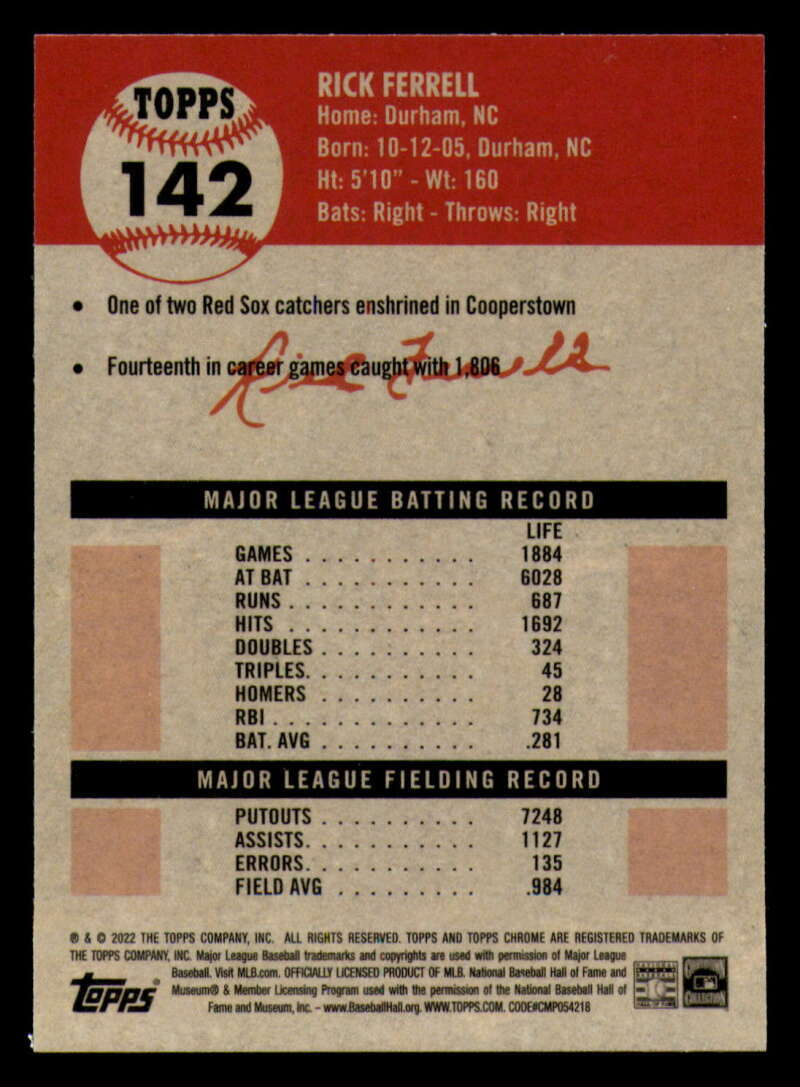 TOPPS
142
RICK FERRELL
Home: Durham, NC
Born: 10-12-05, Durham, NC
Ht: 5'10" - Wt: 160
Bats: Right - Throws: Right
• One of two Red Sox catchers enshrined in Cooperstown
• Fourteenth in career games caught with 1,806
Rick Ferrell
MAJOR LEAGUE BATTING RECORD
LIFE
GAMES . . . . . . . . . . . 1884
AT BAT . . . . . . . . . . . 6028
RUNS . . . . . . . . . . . . 687
HITS . . . . . . . . . . . . 1692
DOUBLES . . . . . . . . . . 324
TRIPLES. . . . . . . . . . . 45
HOMERS . . . . . . . . . . 28
RBI . . . . . . . . . . . . . 734
BAT. AVG . . . . . . . . . . .281
MAJOR LEAGUE FIELDING RECORD
PUTOUTS . . . . . . . . . . 7248
ASSISTS. . . . . . . . . . . 1127
ERRORS. . . . . . . . . . . 135
FIELD AVG . . . . . . . . . .984
® & © 2022 THE TOPPS COMPANY, INC. ALL RIGHTS RESERVED. TOPPS AND TOPPS CHROME ARE REGISTERED TRADEMARKS OF
THE TOPPS COMPANY, INC. Major League Baseball trademarks and copyrights are used with permission of Major League
Baseball. Visit MLB.com. OFFICIALLY LICENSED PRODUCT OF MLB. National Baseball Hall of Fame and
Museum® & Member Licensing Program used with the permission of the National Baseball Hall of
Fame and Museum, Inc. – www.BaseballHall.org. WWW.TOPPS.COM. CODE#CMP054218
topps